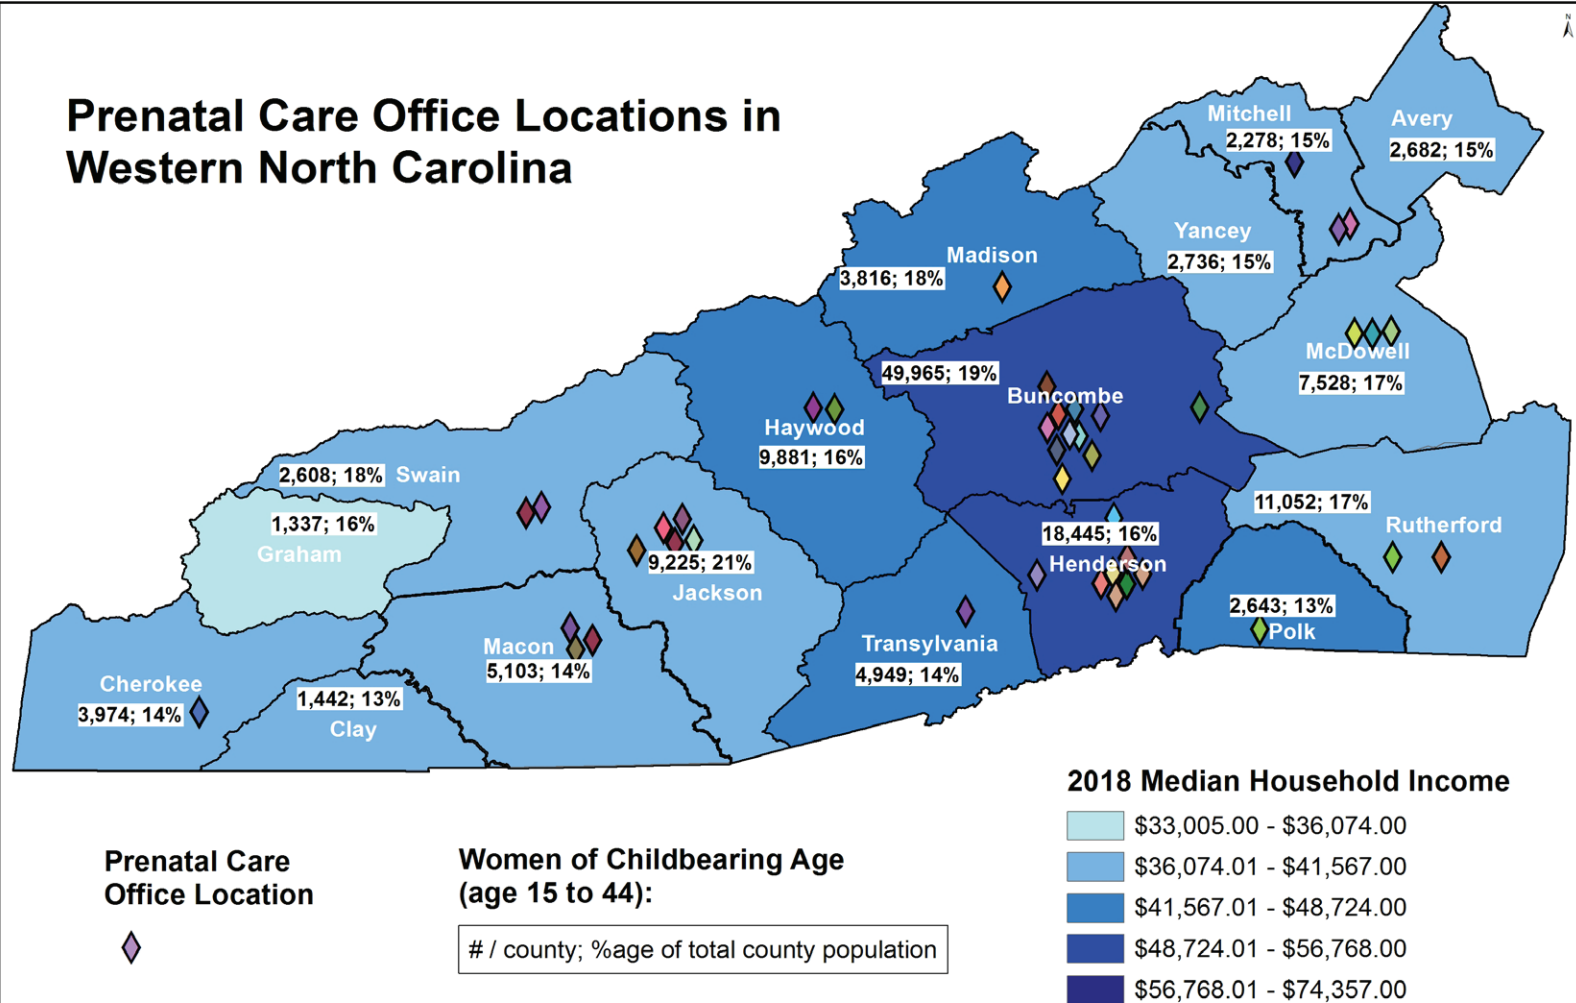 Prenatal Care Office Locations in
Western North Carolina
N
Mitchell
2,278; 15%
Avery
2,682; 15%
Yancey
2,736; 15%
Madison
3,816; 18%
McDowell
7,528; 17%
49,965; 19%
Buncombe
Haywood
9,881; 16%
2,608; 18% Swain
1,337; 16%
Graham
11,052; 17%
Rutherford
18,445; 16%
Henderson
9,225; 21%
Jackson
2,643; 13%
Polk
Transylvania
4,949; 14%
Macon
5,103; 14%
Cherokee
3,974; 14%
1,442; 13%
Clay
Prenatal Care
Office Location
Women of Childbearing Age
(age 15 to 44):
# / county; %age of total county population
2018 Median Household Income
$33,005.00 - $36,074.00
$36,074.01 - $41,567.00
$41,567.01 - $48,724.00
$48,724.01 - $56,768.00
$56,768.01 - $74,357.00